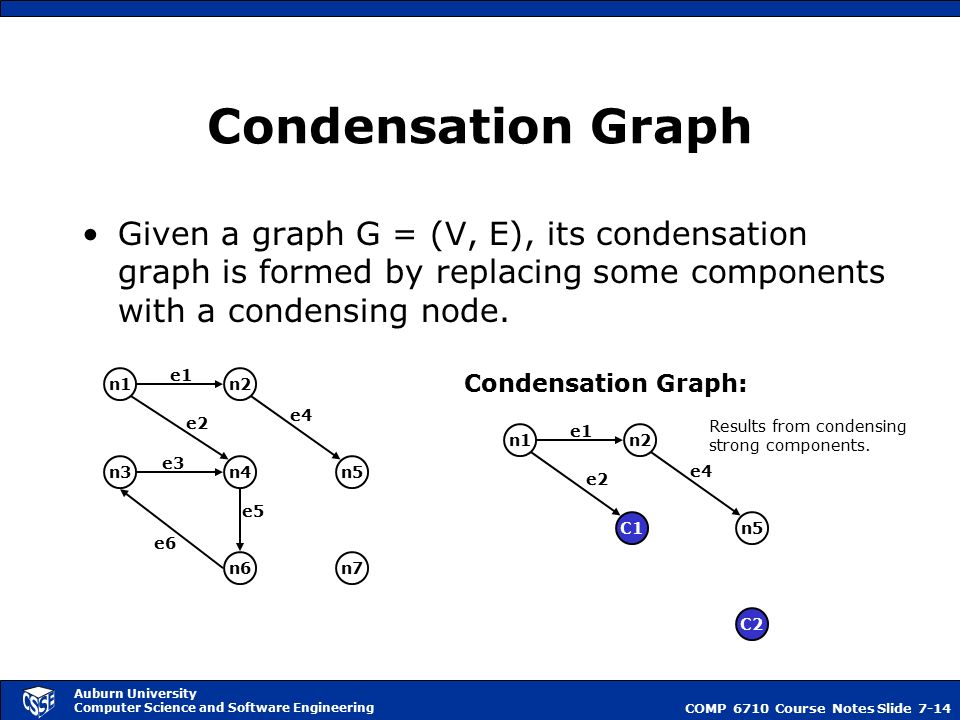 Condensation Graph
• Given a graph G = (V, E), its condensation
graph is formed by replacing some components
with a condensing node.
n1
e1
n2
e2
e4
n3
e3
n4
n5
e5
e6
n6
n7
Condensation Graph:
Results from condensing
strong components.
n1
e1
n2
e2
e4
C1
n5
C2
CSSE
Auburn University
Computer Science and Software Engineering
COMP 6710 Course Notes Slide 7-14